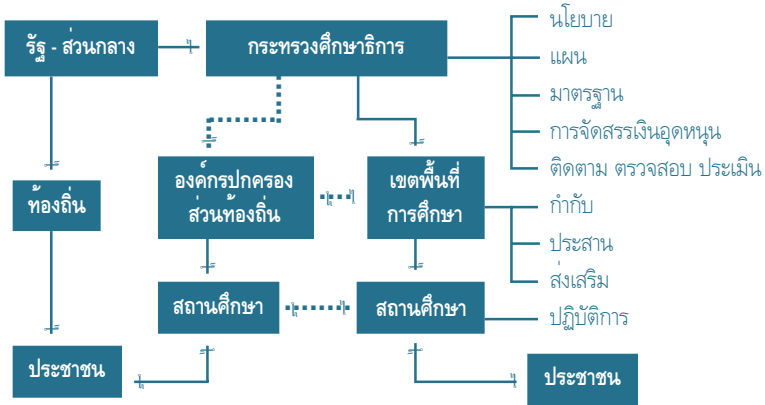 รัฐ - ส่วนกลาง
กระทรวงศึกษาธิการ
นโยบาย
แผน
มาตรฐาน
การจัดสรรเงินอุดหนุน
ติดตาม ตรวจสอบ ประเมิน
ท้องถิ่น
องค์กรปกครอง
ส่วนท้องถิ่น
เขตพื้นที่
การศึกษา
กำกับ
ประสาน
ส่งเสริม
สถานศึกษา
สถานศึกษา
ปฏิบัติการ
ประชาชน
ประชาชน